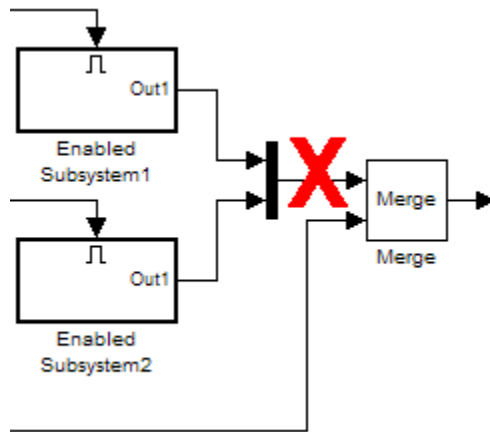 Out1
Enabled
Subsystem1
Merge
Merge
Out1
Enabled
Subsystem2